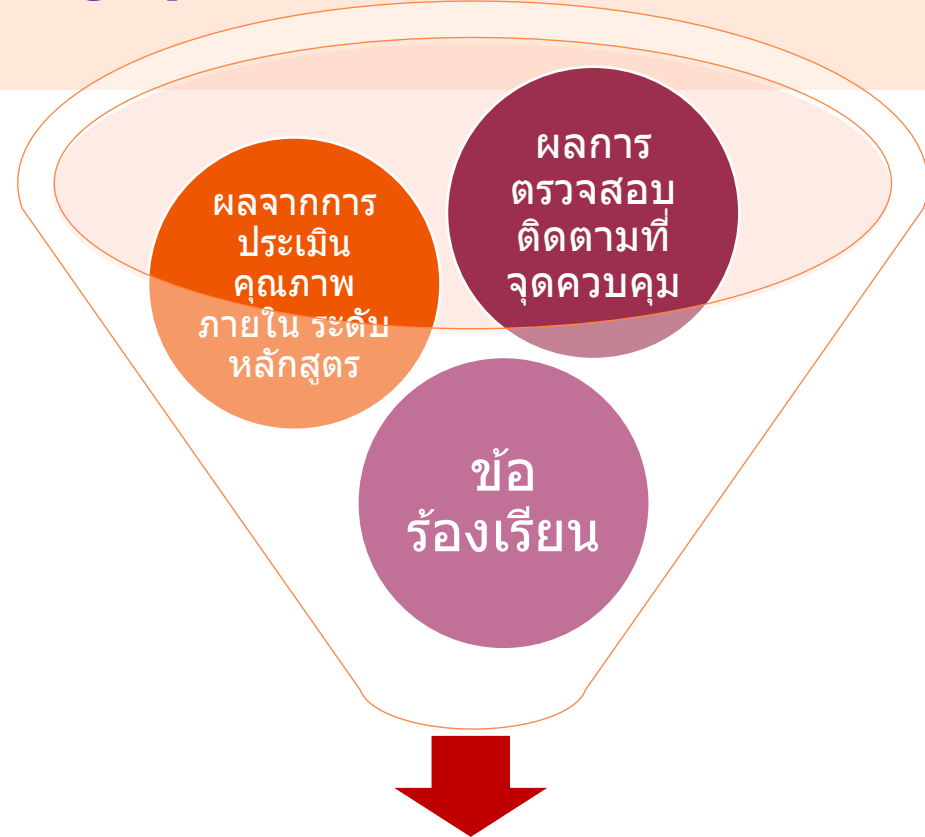 ผลการ
ตรวจสอบ
ติดตามที่
จุดควบคุม
ผลจากการ
ประเมิน
คุณภาพ
ภายใน ระดับ
หลักสูตร
ข้อ
ร้องเรียน